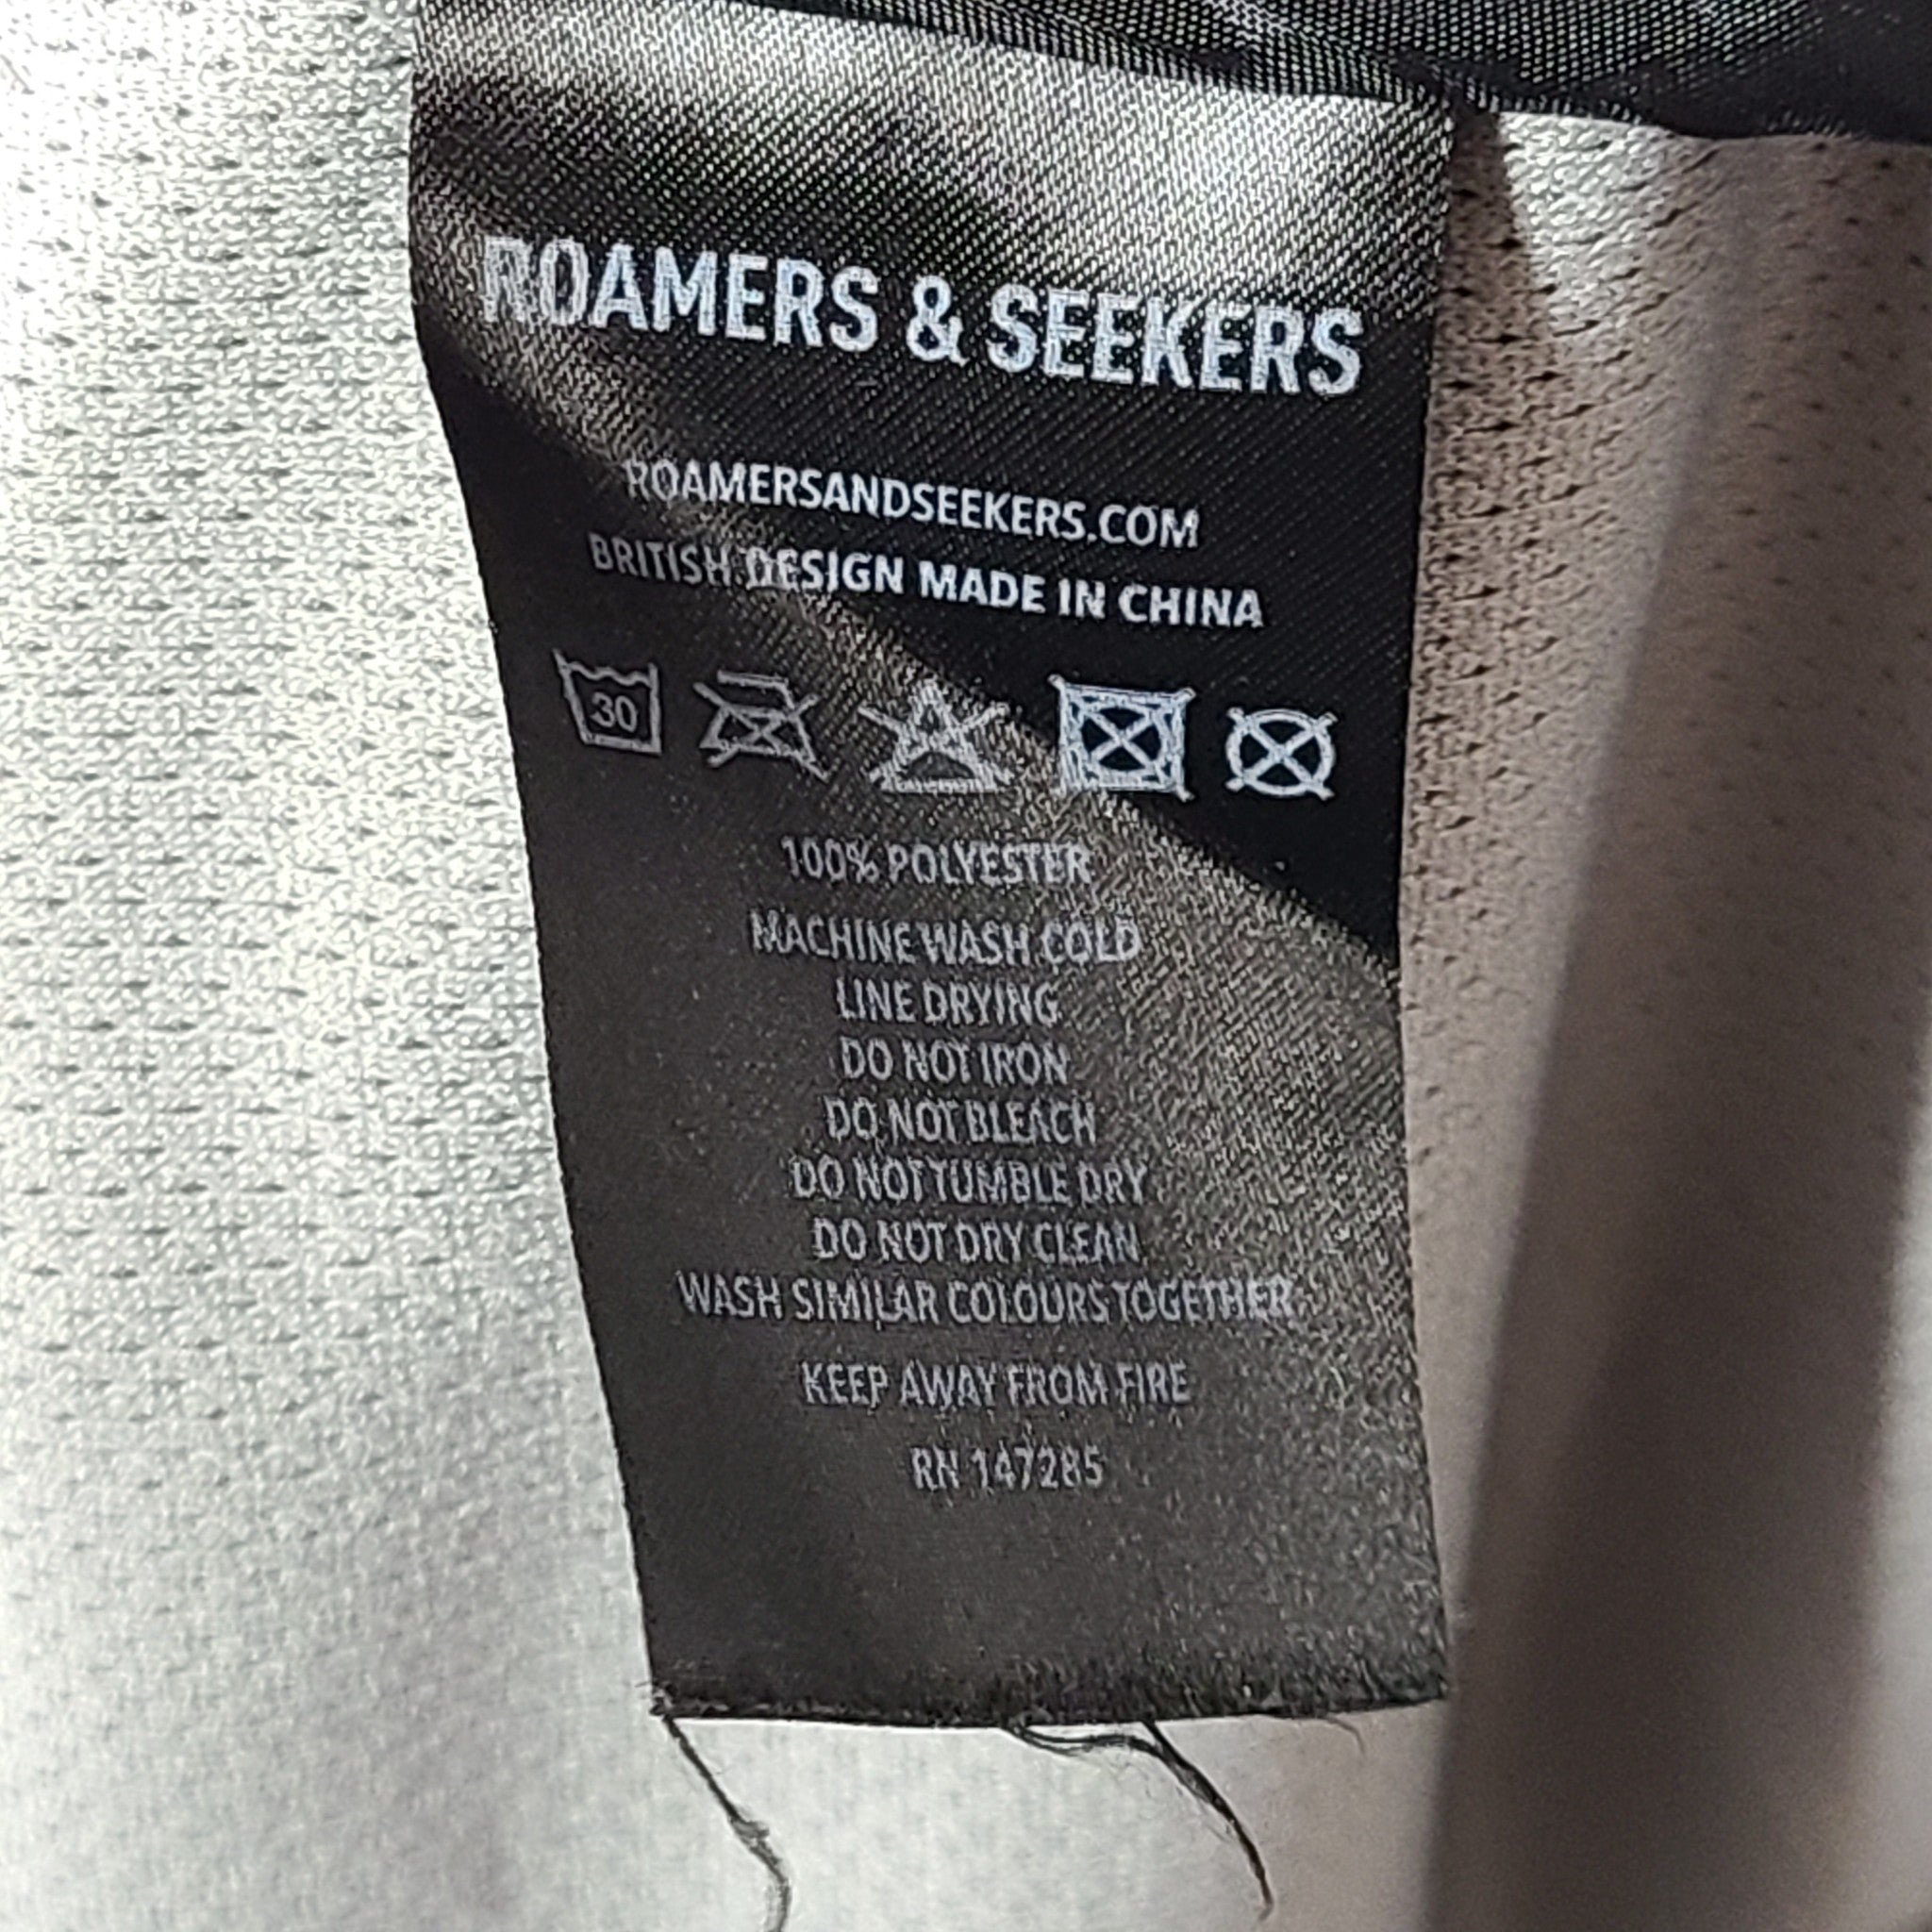 ROAMERS & SEEKERS
ROAMERSANDSEEKERS.COM
BRITISH DESIGN MADE IN CHINA
30
100% POLYESTER
MACHINE WASH COLD
LINE DRYING
DO NOT IRON
DO NOT BLEACH
DO NOT TUMBLE DRY
DO NOT DRY CLEAN
WASH SIMILAR COLOURS TOGETHER
KEEP AWAY FROM FIRE
RN 147285